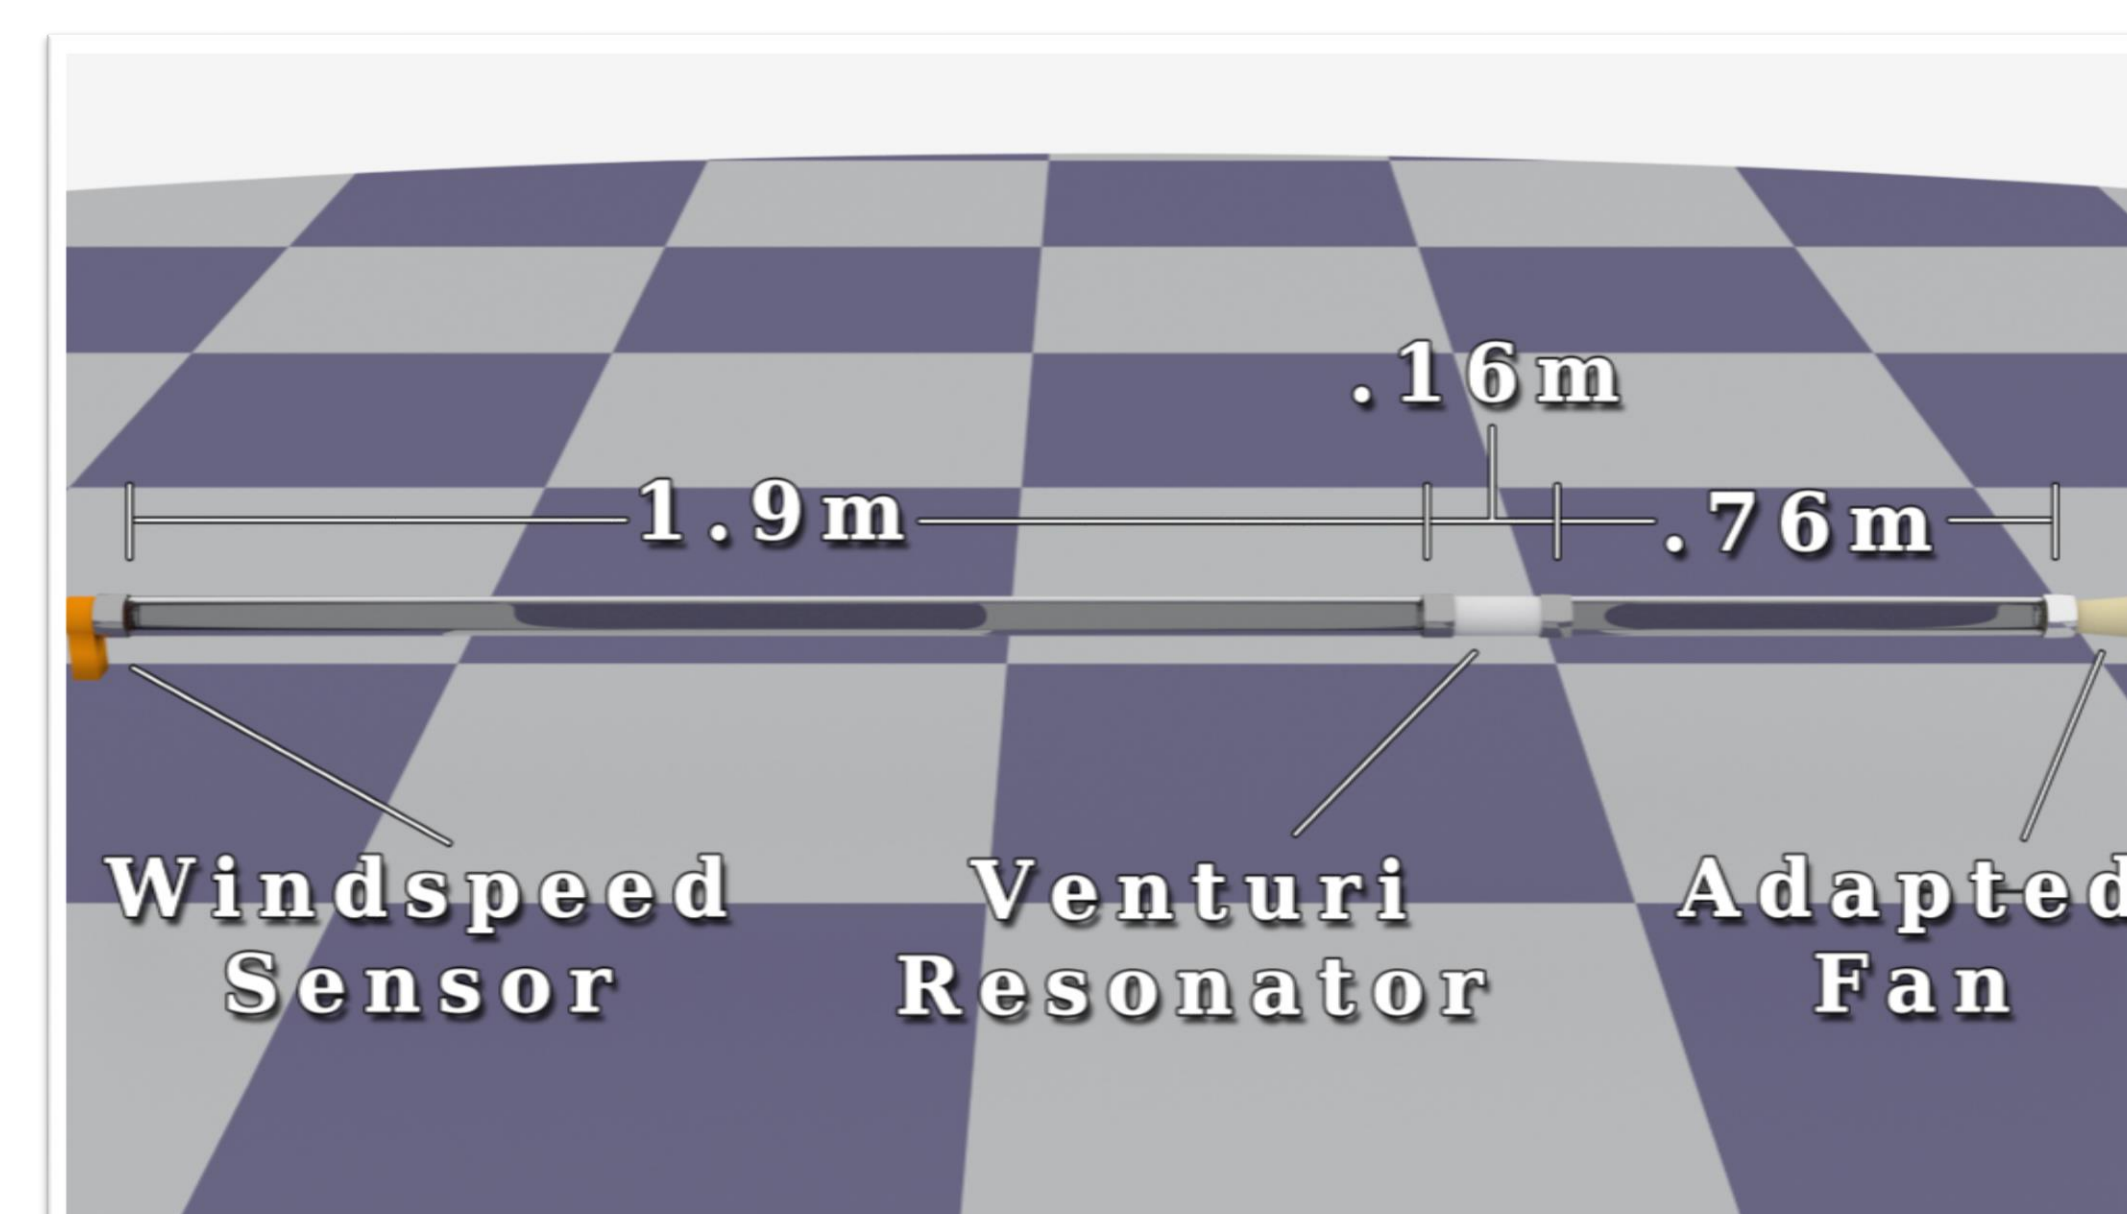 .16m
1.9m
.76m
Windspeed
Sensor
Venturi
Resonator
Adapted
Fan